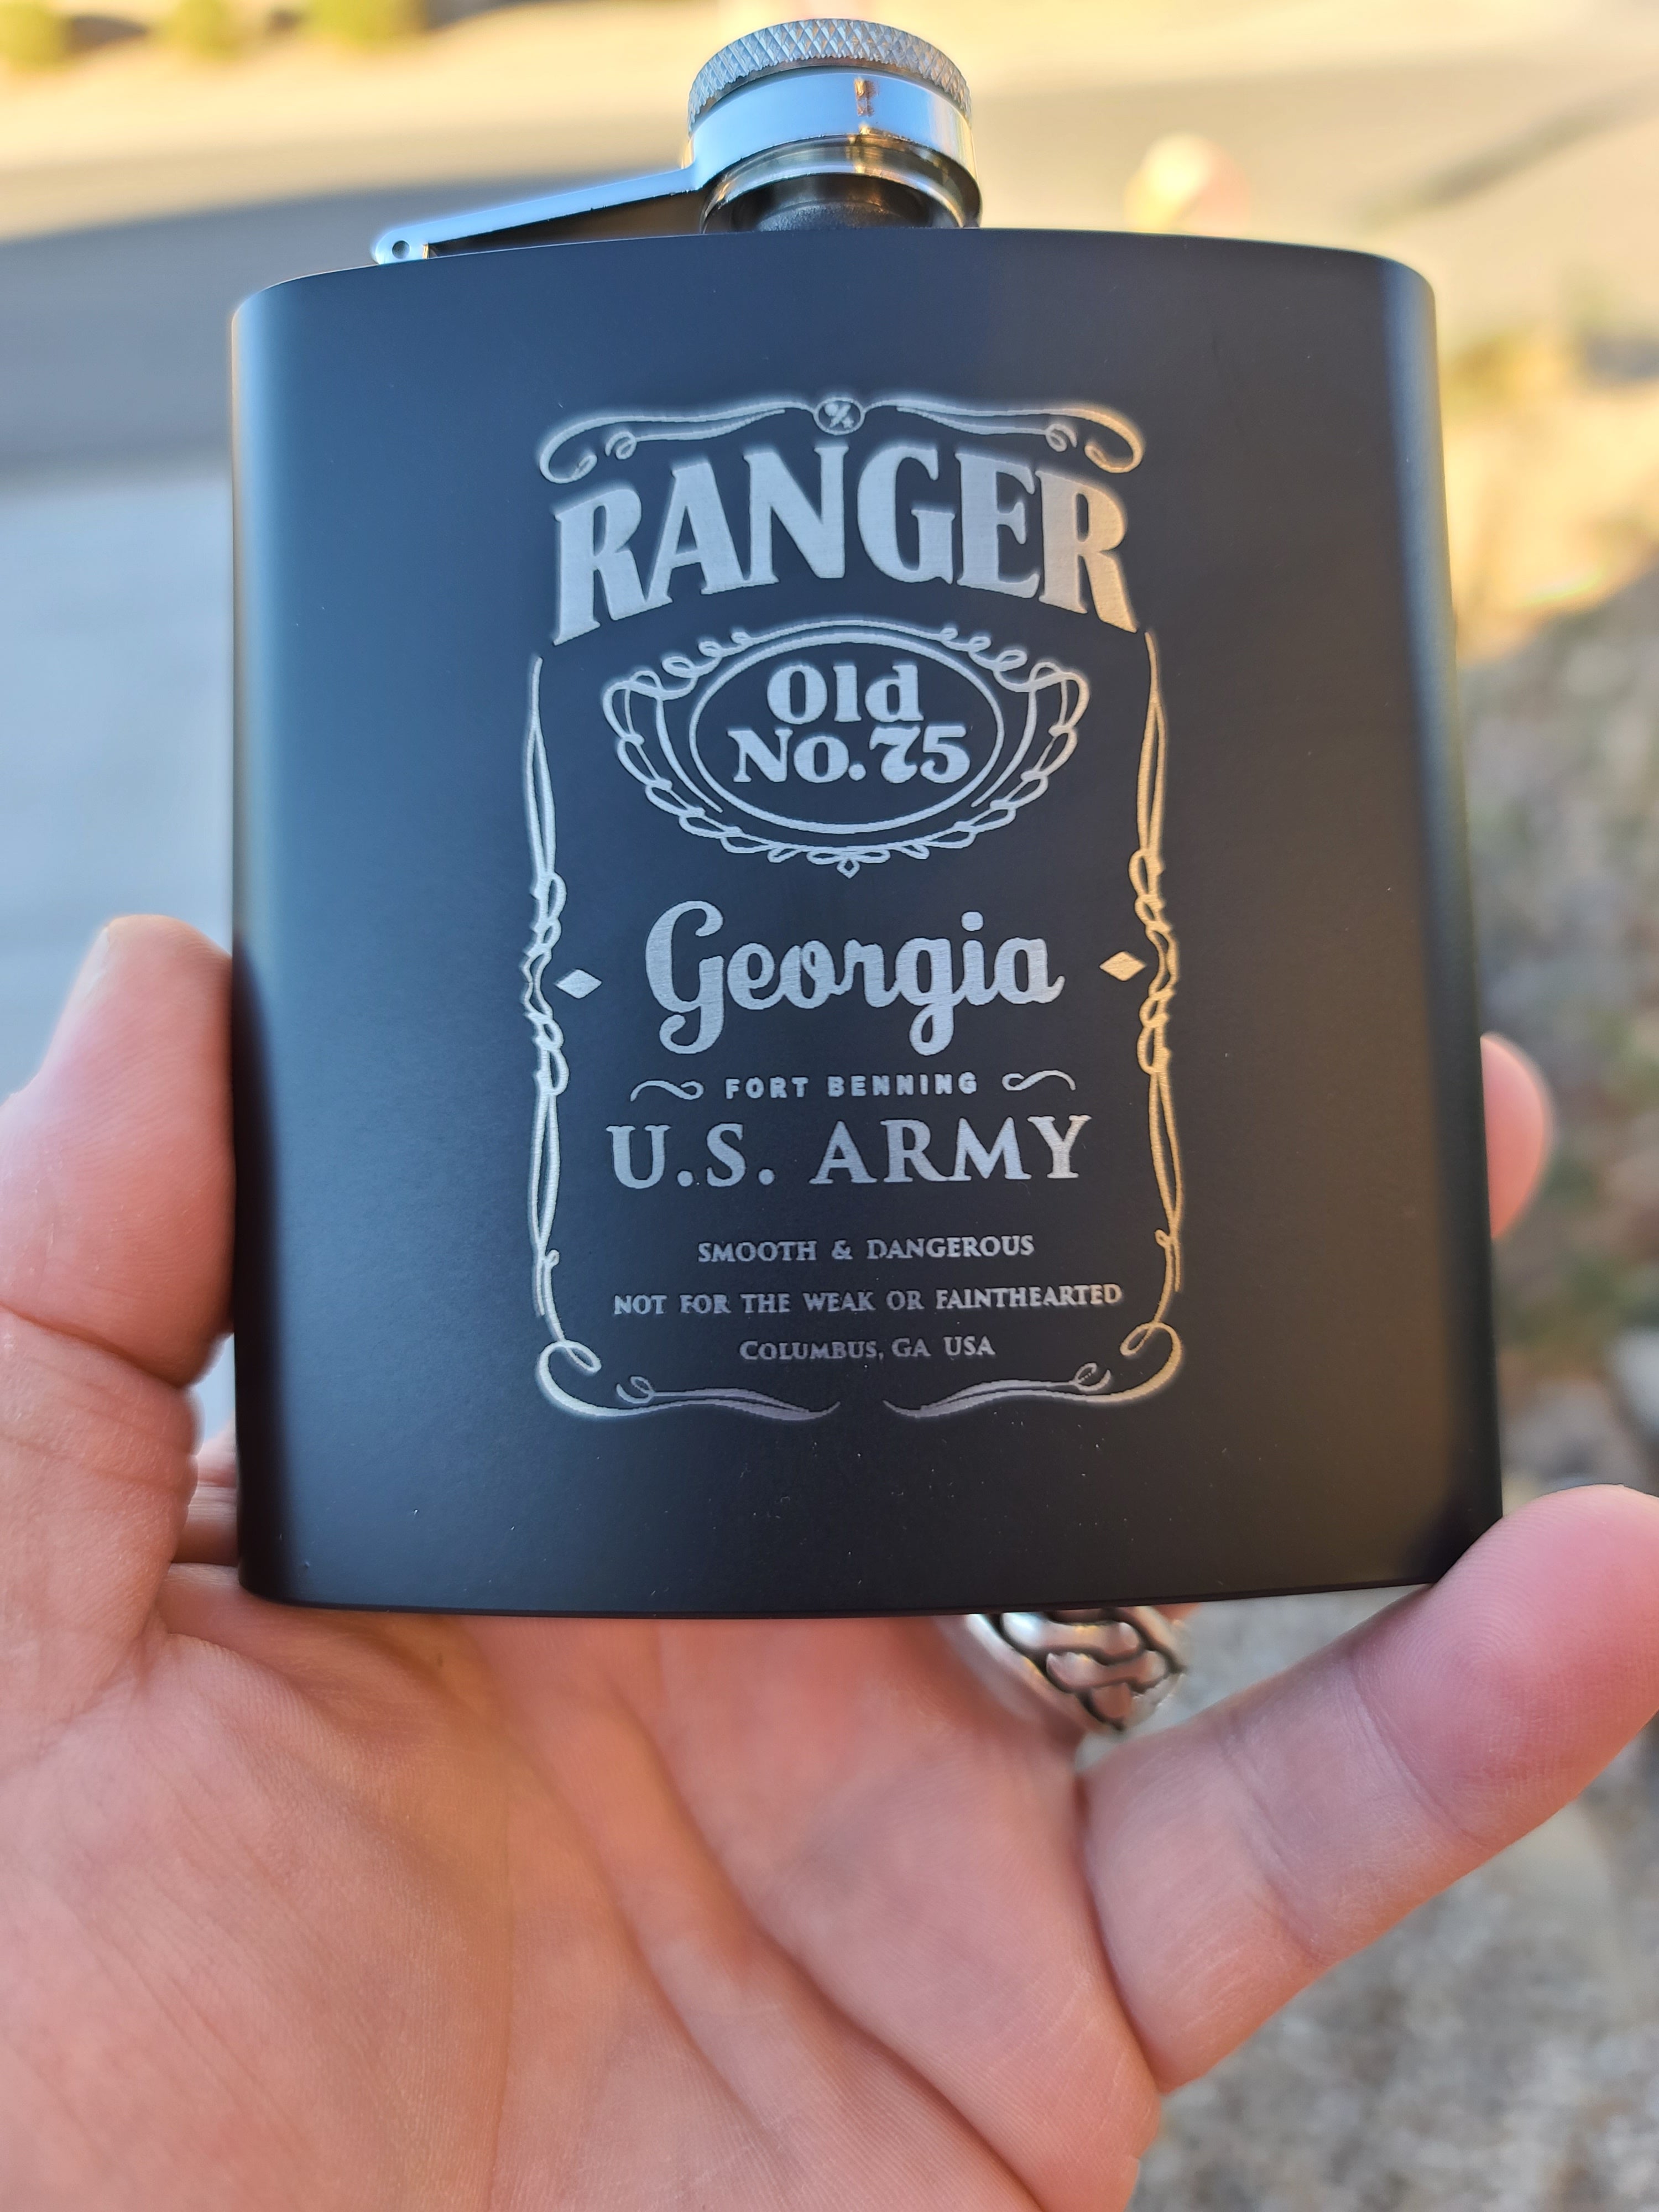 RANGER
Old
No.75
Georgia
FORT BENNING
U.S. ARMY
SMOOTH & DANGEROUS
NOT FOR THE WEAK OR FAINTHEARTED
COLUMBUS, GA USA